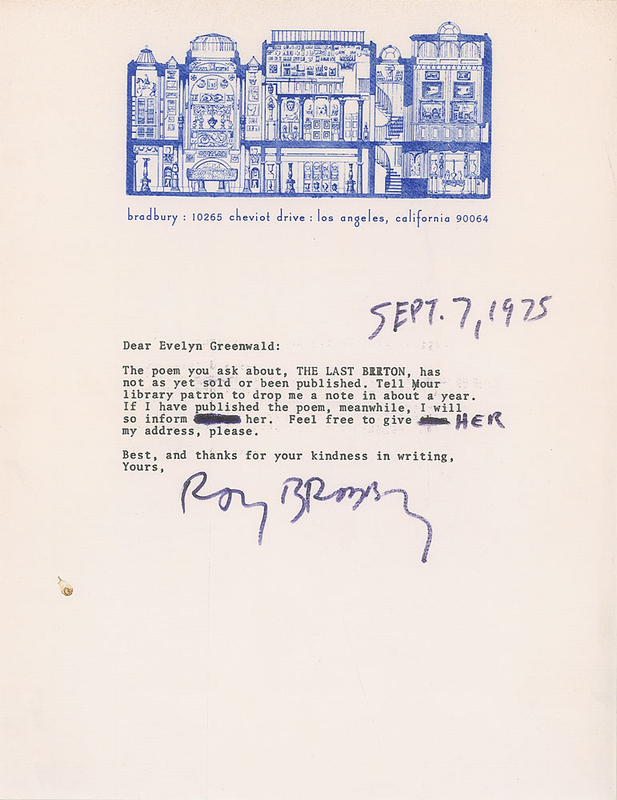 bradbury : 10265 cheviot drive : los angeles, california 90064
SEPT. 7, 1975
Dear Evelyn Greenwald:
The poem you ask about, THE LAST BRETON, has
not as yet sold or been published. Tell your
library patron to drop me a note in about a year.
If I have published the poem, meanwhile, I will
so inform her. Feel free to give HER
my address, please.
Best, and thanks for your kindness in writing,
Yours,
Ray Bradbury